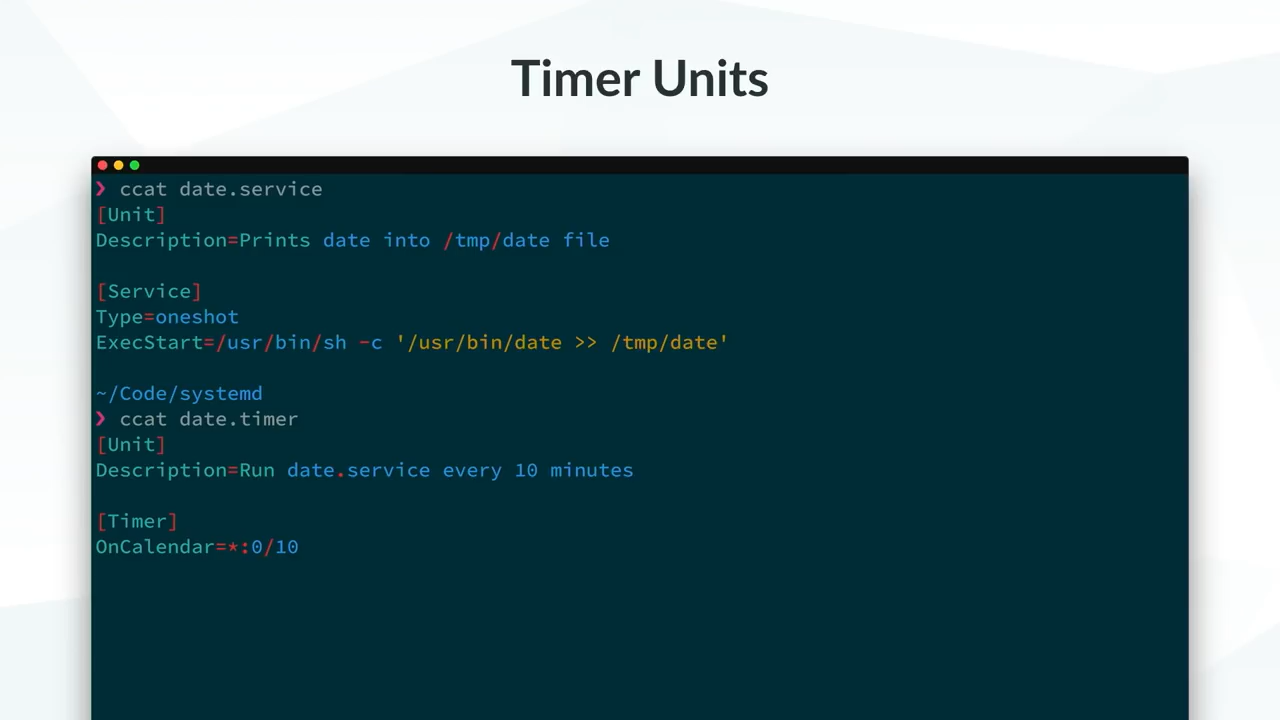 Timer Units
❯ ccat date.service
[Unit]
Description=Prints date into /tmp/date file
[Service]
Type=oneshot
ExecStart=/usr/bin/sh -c '/usr/bin/date >> /tmp/date'
~/Code/systemd
❯ ccat date.timer
[Unit]
Description=Run date.service every 10 minutes
[Timer]
OnCalendar=*:0/10